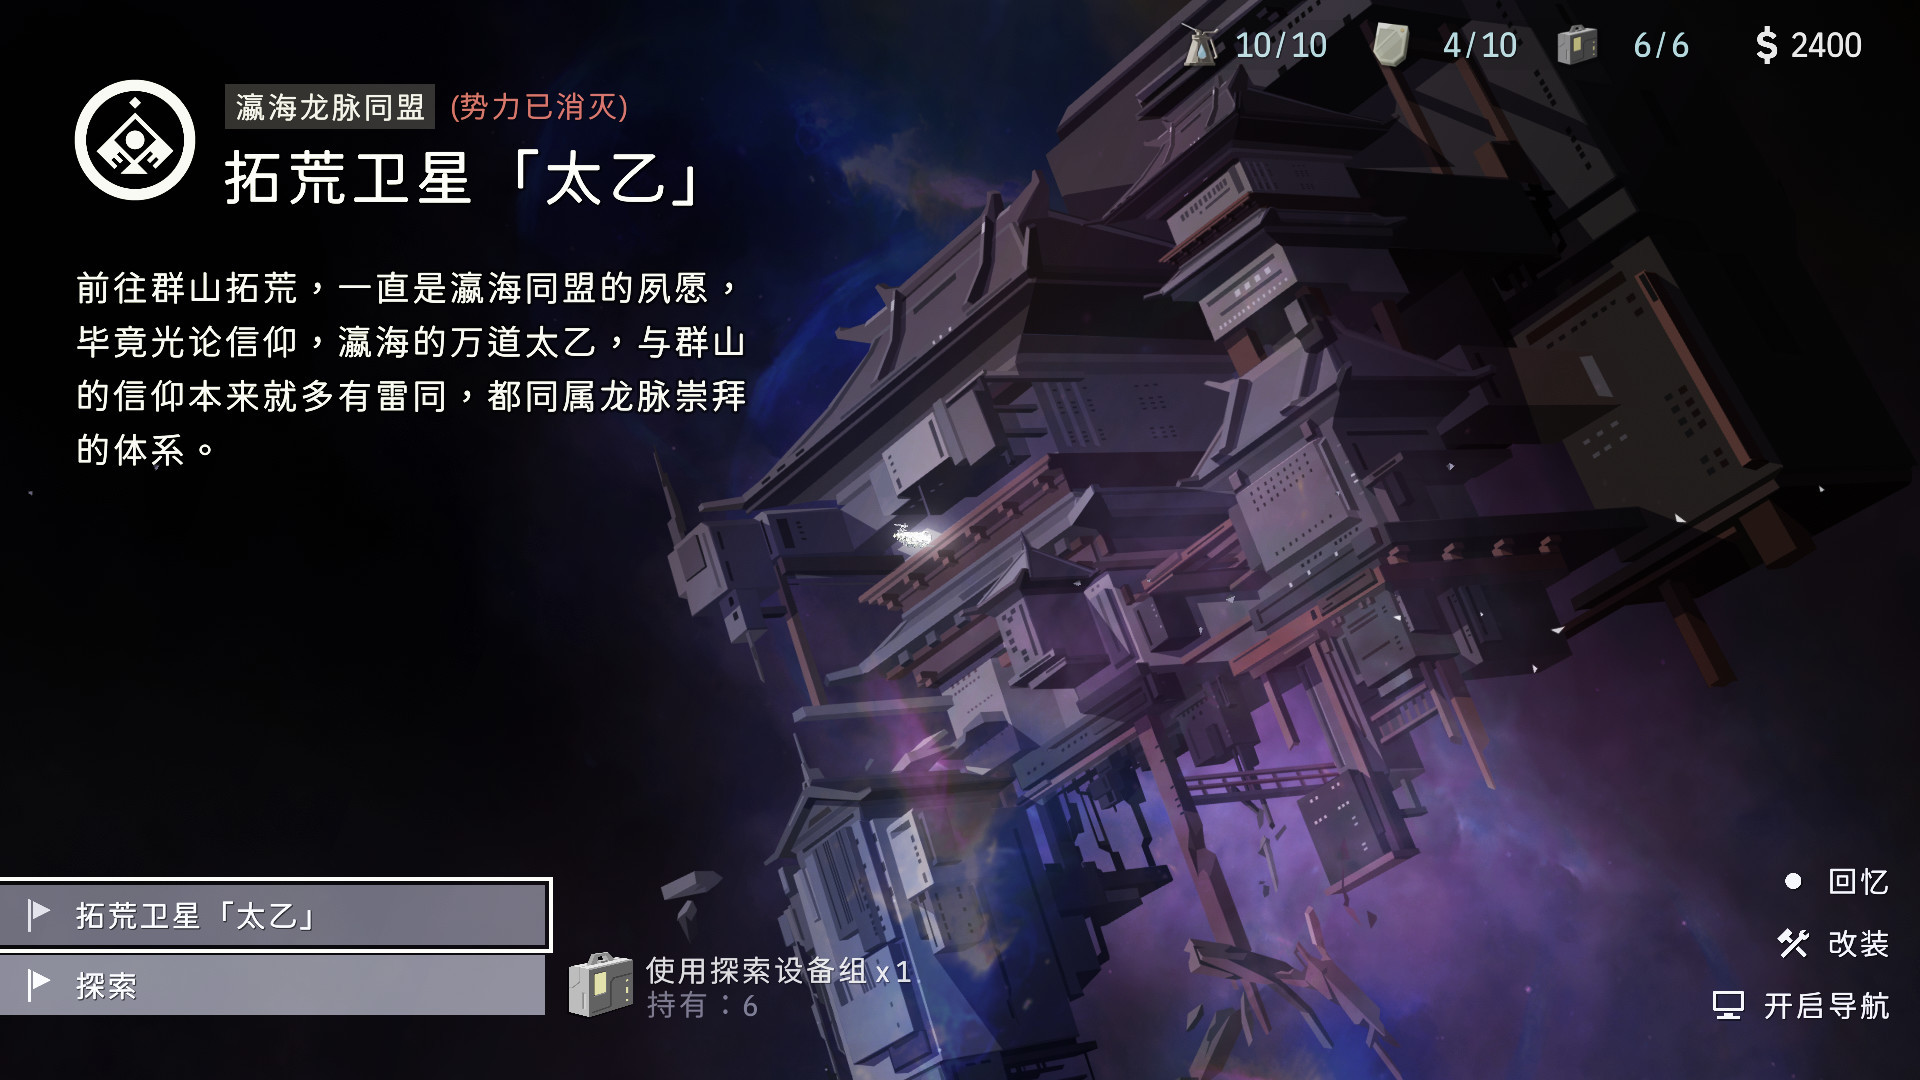 10/10 4/10 6/6 $ 2400
瀛海龙脉同盟 (势力已消灭)
拓荒卫星「太乙」
前往群山拓荒，一直是瀛海同盟的夙愿，
毕竟光论信仰，瀛海的万道太乙，与群山
的信仰本来就多有雷同，都同属龙脉崇拜
的体系。
拓荒卫星「太乙」
探索
使用探索设备组 x 1
持有：6
回忆
改装
开启导航